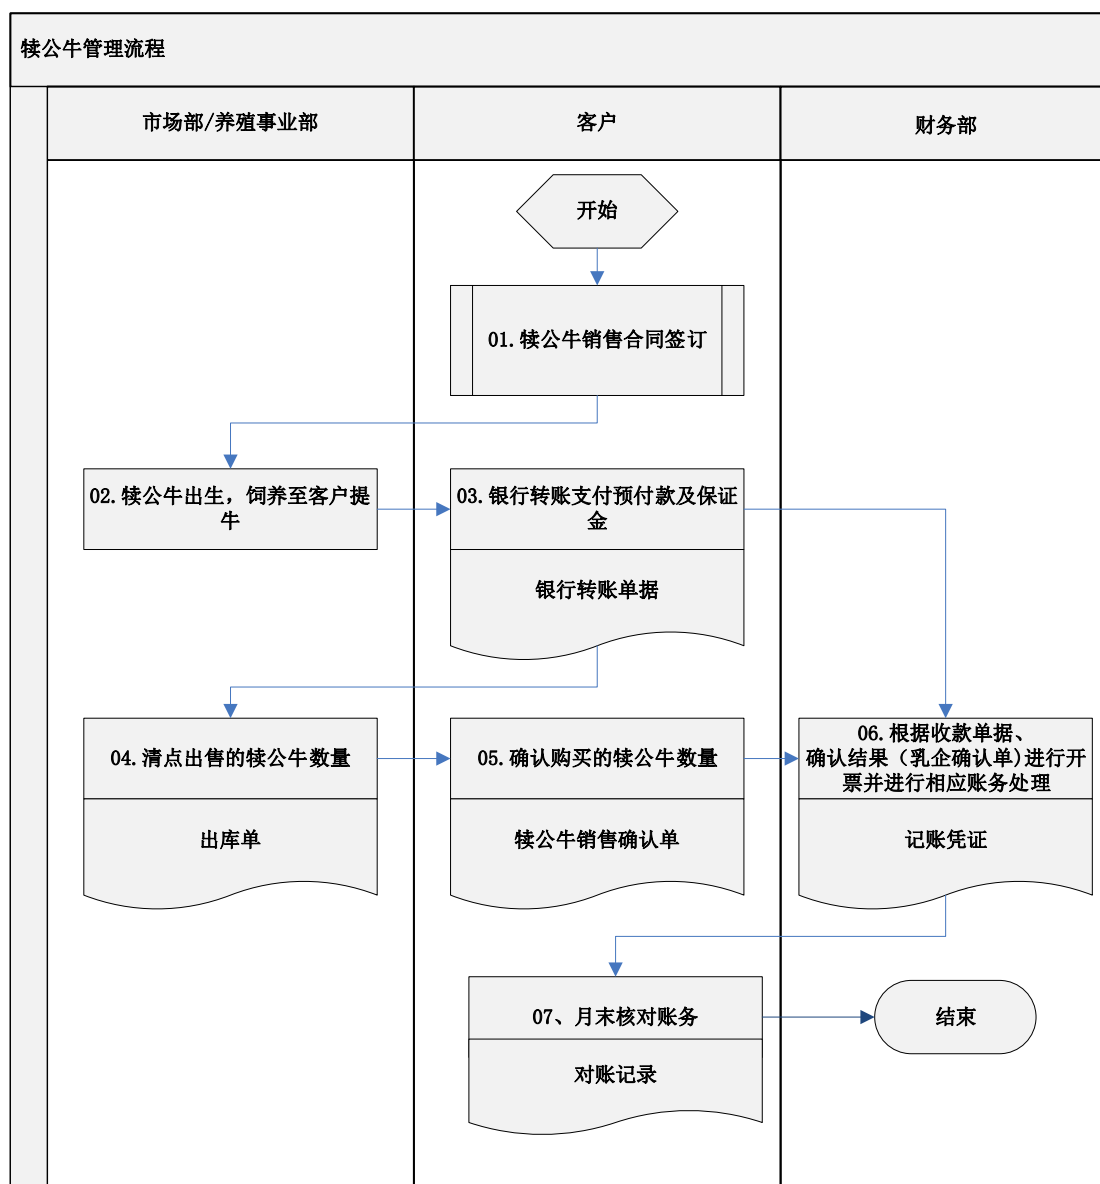 犊公牛管理流程
市场部/养殖事业部
客户
财务部
开始
01.犊公牛销售合同签订
02.犊公牛出生，饲养至客户提
牛
03.银行转账支付预付款及保证
金
银行转账单据
04.清点出售的犊公牛数量
出库单
05.确认购买的犊公牛数量
犊公牛销售确认单
06.根据收款单据、
确认结果（乳企确认单)进行开
票并进行相应账务处理
记账凭证
07、月末核对账务
对账记录
结束